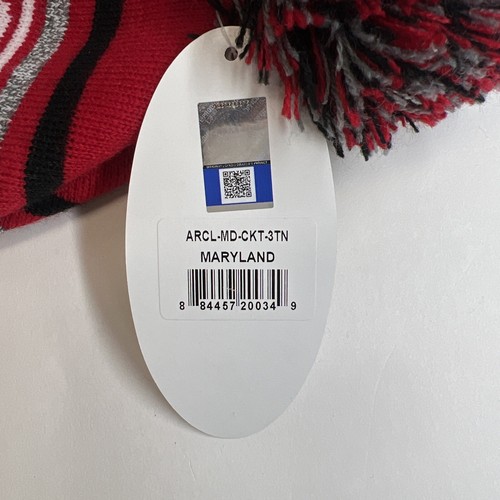 ARCL-MD-CKT-3TN
MARYLAND
8 84457 20034 9